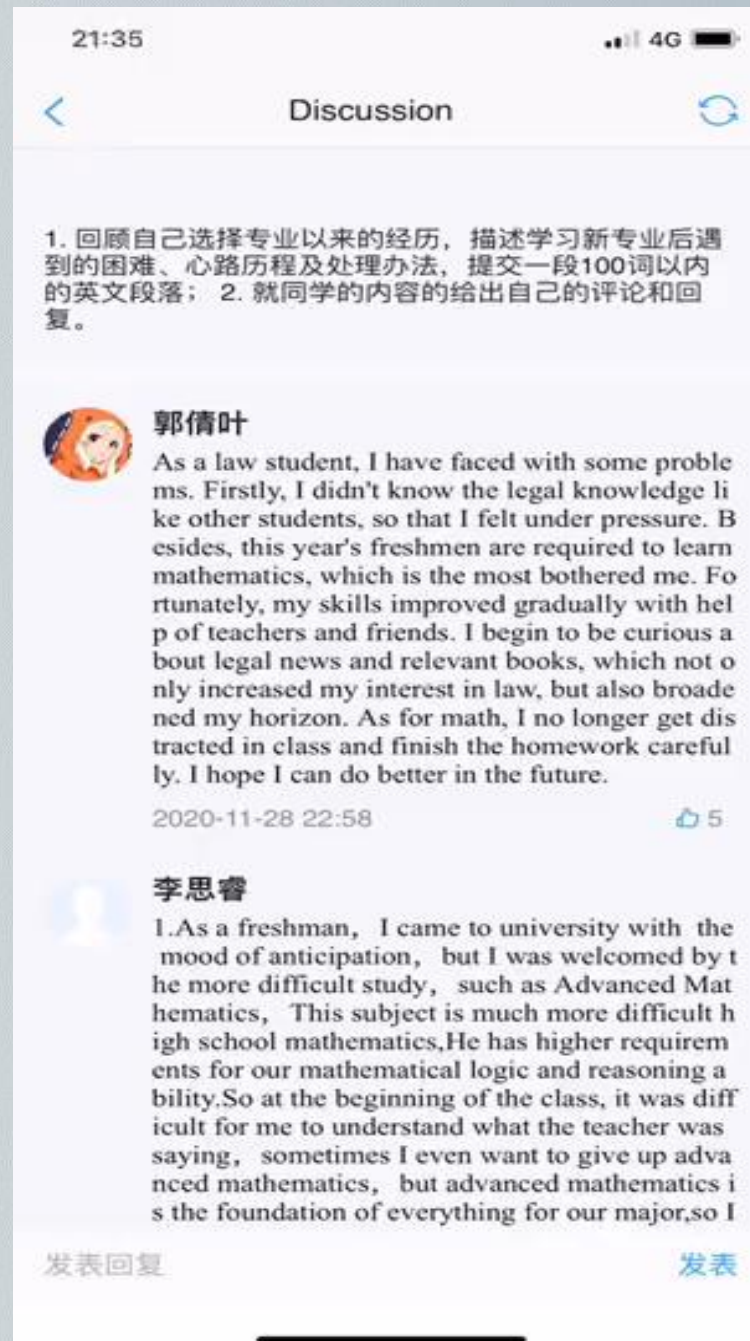 21:35
4G
Discussion
1. 回顾自己选择专业以来的经历，描述学习新专业后遇
到的困难、心路历程及处理办法，提交一段100词以内
的英文段落； 2. 就同学的内容的给出自己的评论和回
复。
郭倩叶
As a law student, I have faced with some proble
ms. Firstly, I didn't know the legal knowledge li
ke other students, so that I felt under pressure. B
esides, this year's freshmen are required to learn
mathematics, which is the most bothered me. Fo
rtunately, my skills improved gradually with hel
p of teachers and friends. I begin to be curious a
bout legal news and relevant books, which not o
nly increased my interest in law, but also broade
ned my horizon. As for math, I no longer get dis
tracted in class and finish the homework careful
ly. I hope I can do better in the future.
2020-11-28 22:58
5
李思睿
1.As a freshman， I came to university with the
mood of anticipation， but I was welcomed by t
he more difficult study， such as Advanced Mat
hematics， This subject is much more difficult h
igh school mathematics,He has higher requirem
ents for our mathematical logic and reasoning a
bility.So at the beginning of the class, it was diff
icult for me to understand what the teacher was
saying， sometimes I even want to give up adva
nced mathematics， but advanced mathematics i
s the foundation of everything for our major,so I
发表回复
发表